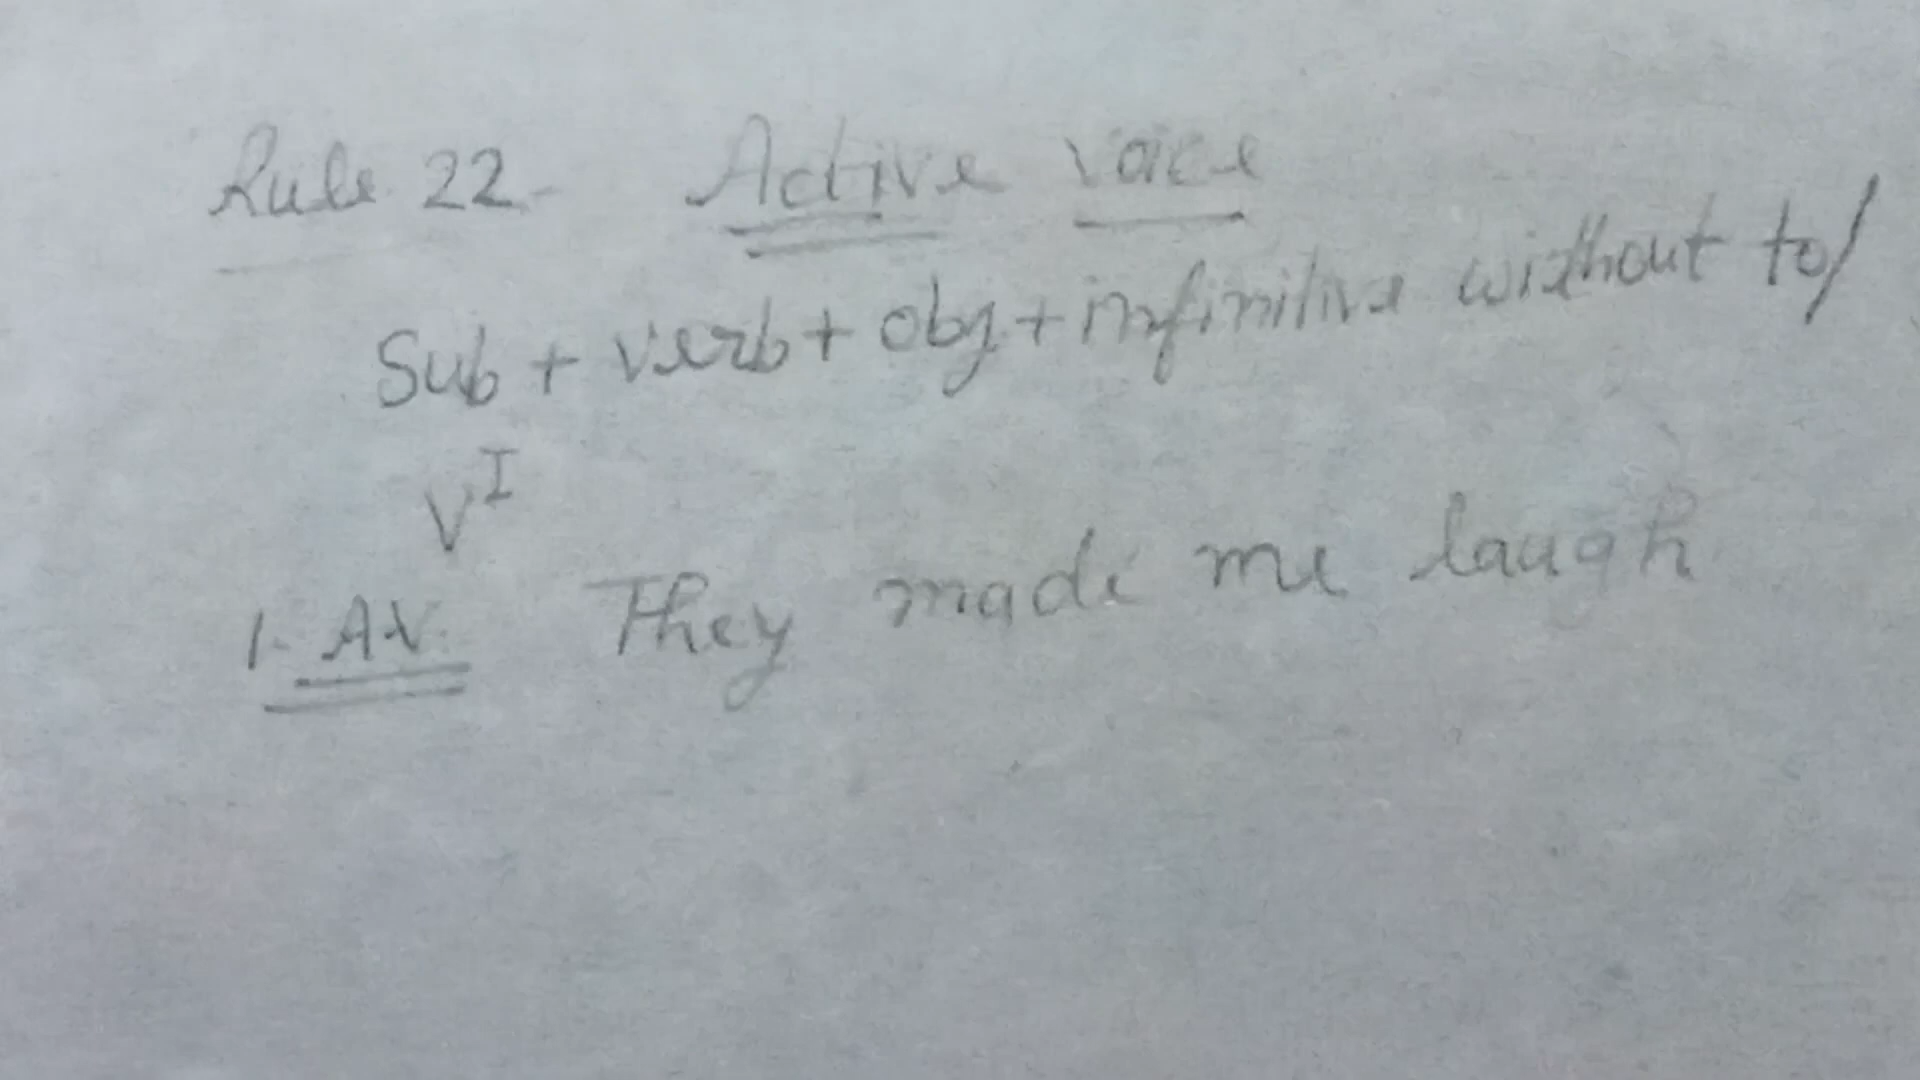 Rule 22- Active voice
Sub + verb + obj + infinitive without to/
V^I
1. A.V. They made me laugh